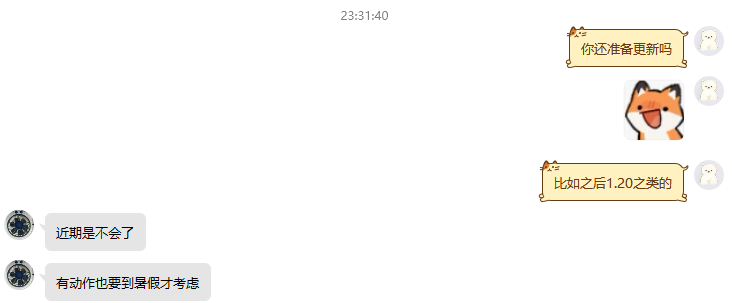 23:31:40
你还准备更新吗
比如之后1.20之类的
近期是不会了
有动作也要到暑假才考虑